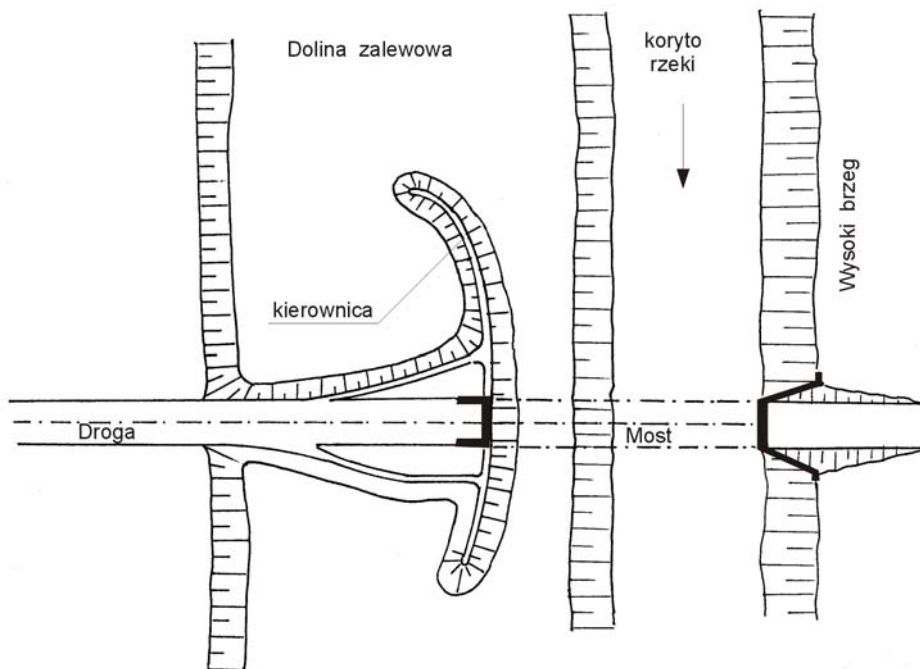 Dolina zalewowa
koryto
rzeki
Wysoki brzeg
kierownica
Droga
Most